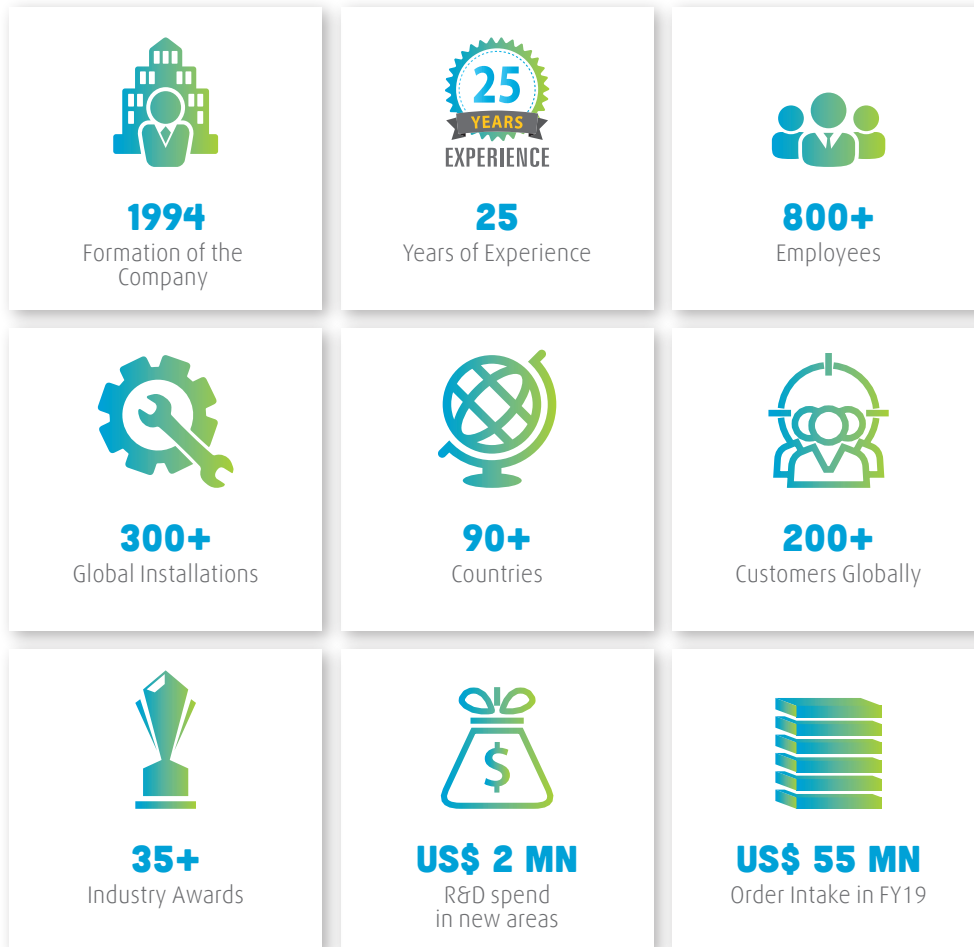 1994
Formation of the
Company
25
YEARS
EXPERIENCE
25
Years of Experience
800+
Employees
300+
Global Installations
90+
Countries
200+
Customers Globally
35+
Industry Awards
$
US$ 2 MN
R&D spend
in new areas
US$ 55 MN
Order Intake in FY19